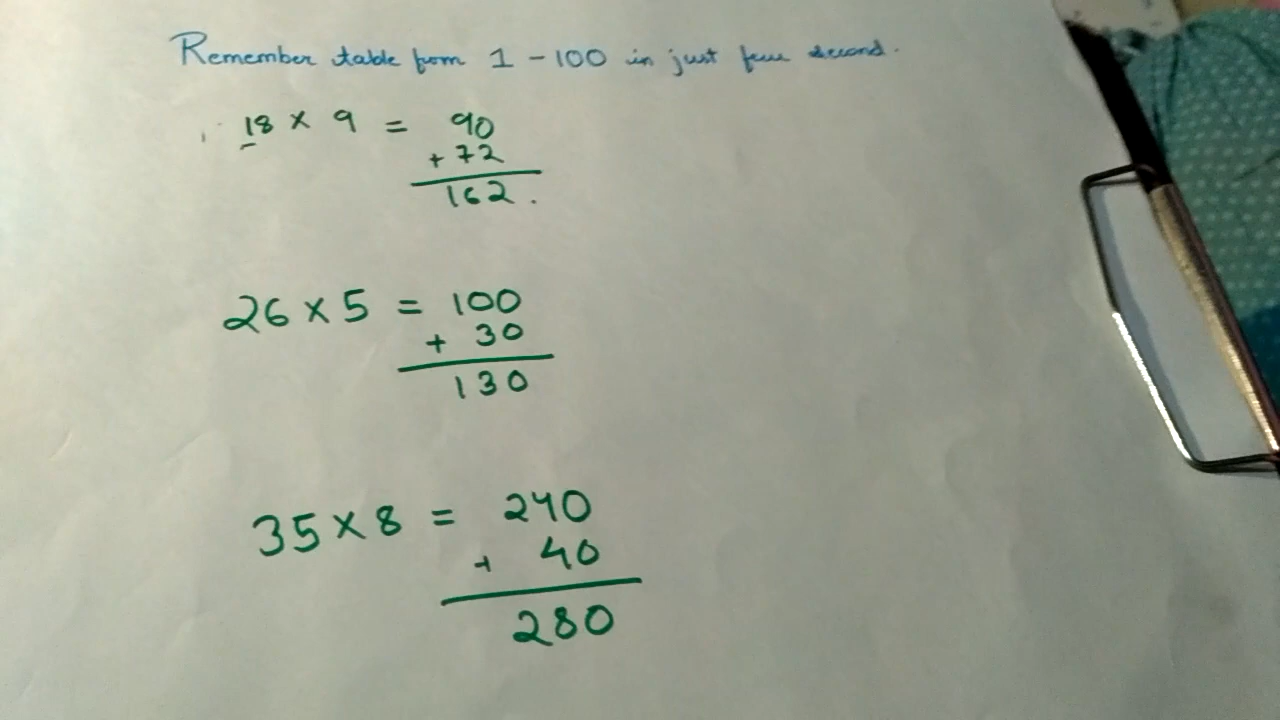 Remember table from 1 - 100 in just few second.
18 x 9 = 90
+ 72
162.
26 x 5 = 100
+ 30
130
35 x 8 = 240
+ 40
280